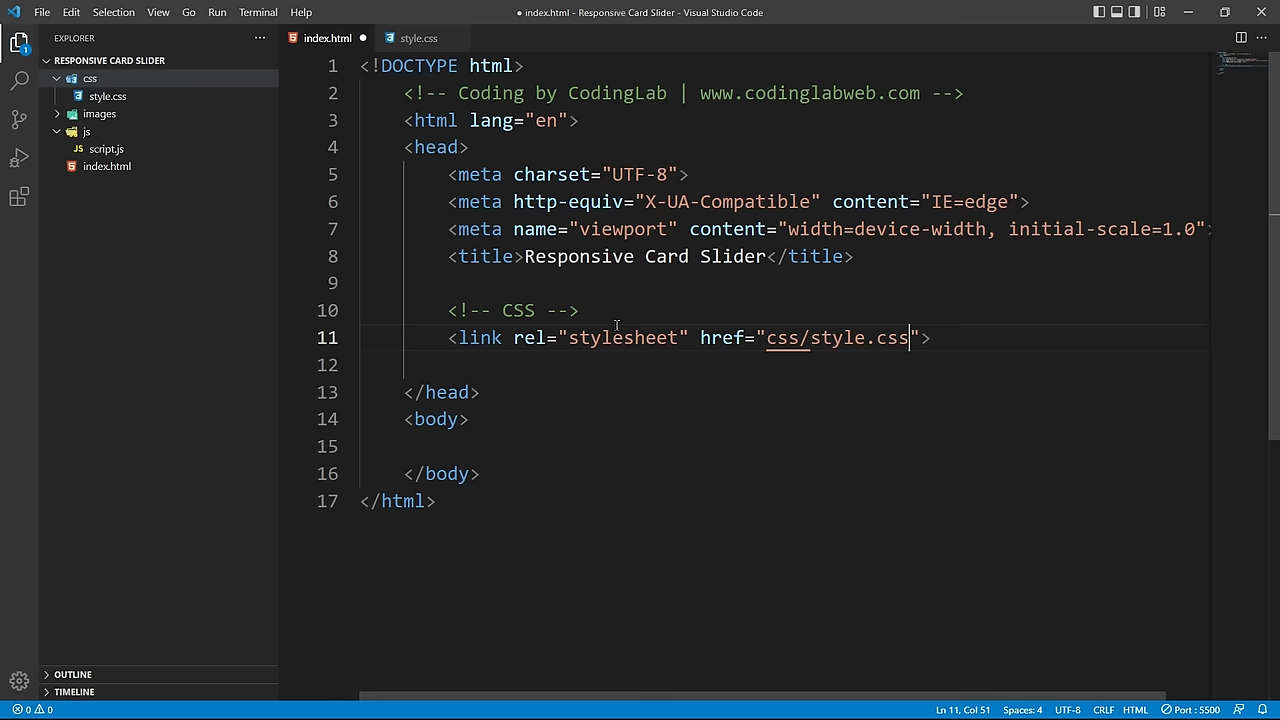 File Edit Selection View Go Run Terminal Help ● index.html - Responsive Card Slider - Visual Studio Code
EXPLORER ...
RESPONSIVE CARD SLIDER
css
style.css
images
js
JS script.js
index.html
OUTLINE
TIMELINE
index.html ● style.css
1 <!DOCTYPE html>
2 <!-- Coding by CodingLab | www.codinglabweb.com -->
3 <html lang="en">
4 <head>
5 <meta charset="UTF-8">
6 <meta http-equiv="X-UA-Compatible" content="IE=edge">
7 <meta name="viewport" content="width=device-width, initial-scale=1.0">
8 <title>Responsive Card Slider</title>
9
10 <!-- CSS -->
11 <link rel="stylesheet" href="css/style.css">
12
13 </head>
14 <body>
15
16 </body>
17 </html>
1
0 0 Ln 11, Col 51 Spaces: 4 UTF-8 CRLF HTML Port : 5500